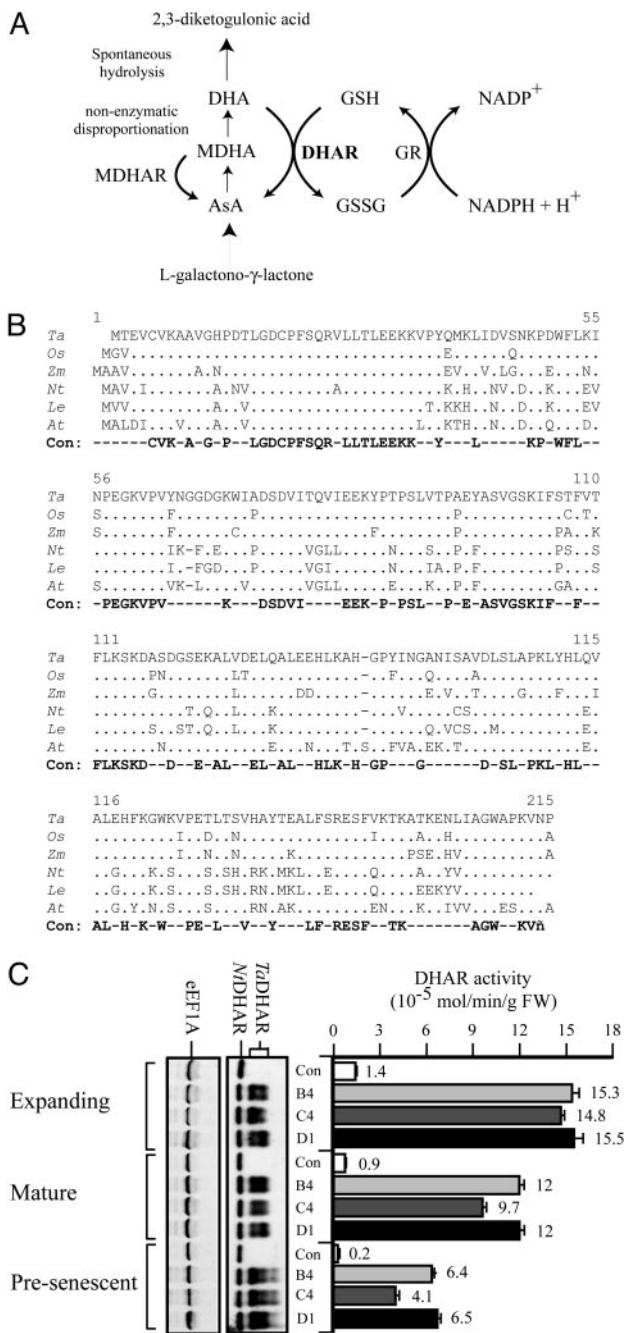 A
2,3-diketogulonic acid
Spontaneous
hydrolysis
DHA
GSH
NADP+
non-enzymatic
disproportionation
MDHA
DHAR
GR
MDHAR
AsA
GSSG
NADPH + H+
L-galactono-γ-lactone
B
1 55
Ta MTEVCVKAAVGHPDTLGDCPFSQRVLLTLEEKKVPYQMKLIDVSNKPDWFLKI
Os MGV..............................E......Q...........
Zm MAAV......A.N......................EV...V.LG....E...N.
Nt MAV.I......A.NV........A..........K.H..NV.D..K...EV
Le MVV........A..V..................T.KKH..N..D..K...EV
At MALDI...V...A....................L.KTH..N..D..Q...D.
Con: ------CVK-A-G-P--LGDCPFSQR-LLTLEEKK--Y---L-----KP-WFL--
56 110
Ta NPEGKVPVYNGGDGKWIADSDVITQVIEEKYPTPSLVTPAEYASVGSKIFSTFVT
Os S........F........P.....................P..........C.T.
Zm S........F......C..............F........P.........PA..K
Nt .........IK-F.E...P.....VGLL.....N...S..P.F.......PS..S
Le .........I-.FGD...P.....VGI......N...IA.P.F.......P...S
At S........VK-L.....V.....VGLL.....E...K..P.F.......GA...
Con: -PEGKVPV------K---DSDVI----EEK-P-PSL--P-E-ASVGSKIF--F--
111 115
Ta FLKSKDASDGSEKALVDELQALEEHLKAH-GPYINGANISAVDLSLAPKLYHLQV
Os .......PN......LT............-..F...Q....A..........E.
Zm .......G.......L......DD.....-.....E.V..T....G...F..I
Nt .........T.Q...L...K.........-...V....CS...........E.
Le .......S.ST.Q..L...K.........-.....Q.VCS..M........E.
At ........N.............E..N..T.S..FVA.EK.T..........E.
Con: FLKSKD--D--E-AL--EL-AL--HLK-H-GP---G-----D-SL-PKL-HL--
116 215
Ta ALEHFKGWKVPETLTSVHAYTEALFSRESFVKTKATKENLIAGWAPKVNP
Os ..........I..D..N..............I....A..H.........A
Zm ..........I..N..N.....K.............PSE.HV.......A
Nt ..G...K.S...S.SH.RK.MKL..E....Q....A...YV........
Le ..G...K.S...S.SH.RN.MKL..E....Q....EEKYV........
At ..G.Y.N.S...S...RN.AK........EN....K...IVV....ES...A
Con: AL-H-K-W--PE-L--V-Y---LF-RESF--TK------AGW--KVñ
C
eEF1A
NtDHAR
TaDHAR
DHAR activity
(10-5 mol/min/g FW)
0 3 6 9 12 15 18
Expanding
Con 1.4
B4 15.3
C4 14.8
D1 15.5
Mature
Con 0.9
B4 12
C4 9.7
D1 12
Pre-senescent
Con 0.2
B4 6.4
C4 4.1
D1 6.5